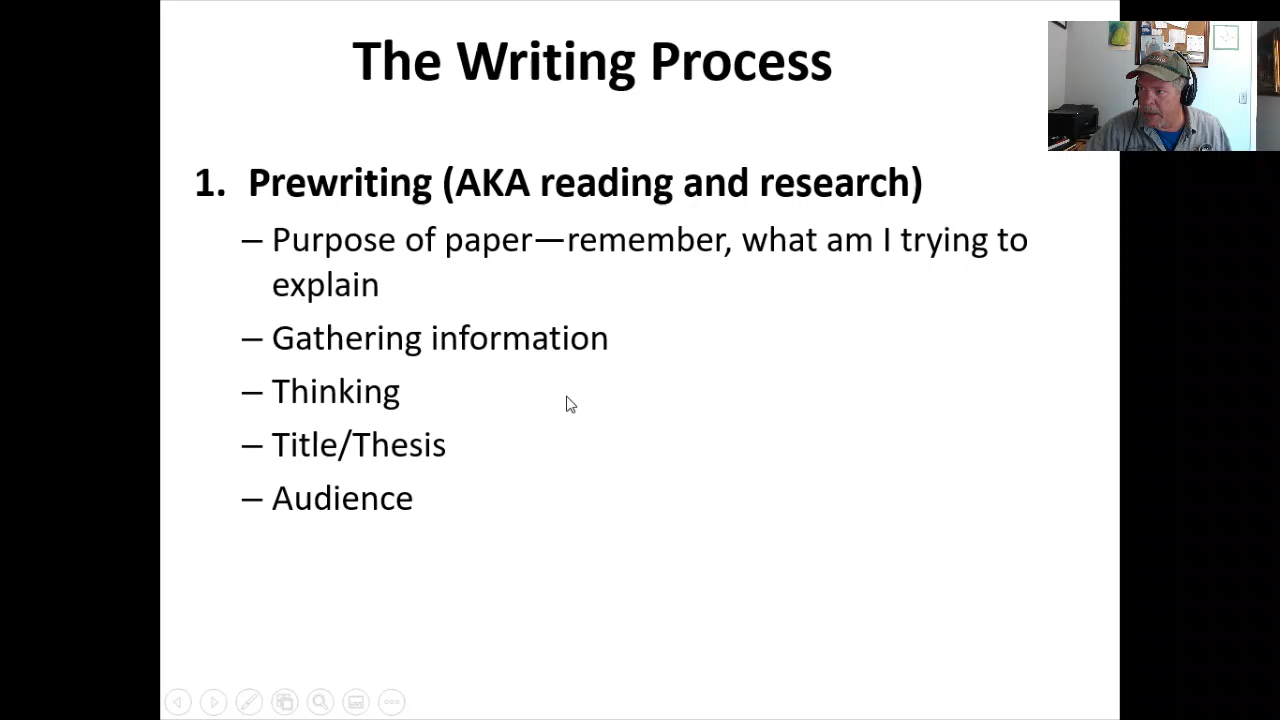 The Writing Process
1. Prewriting (AKA reading and research)
– Purpose of paper—remember, what am I trying to
explain
– Gathering information
– Thinking
– Title/Thesis
– Audience